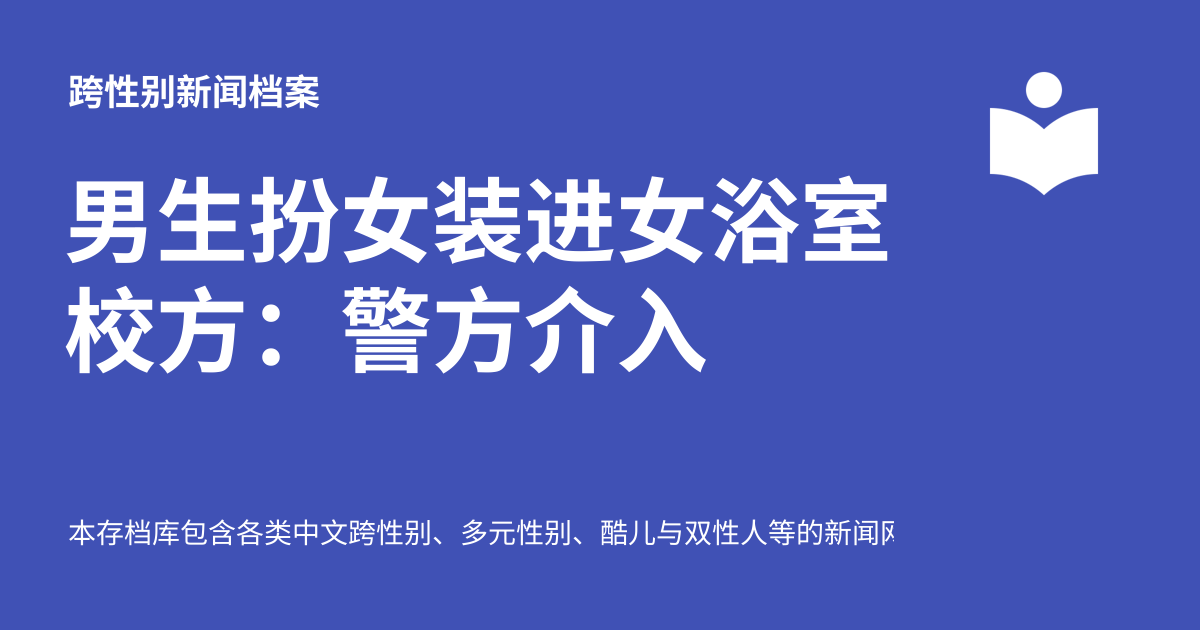 跨性别新闻档案
男生扮女装进女浴室
校方：警方介入
本存档库包含各类中文跨性别、多元性别、酷儿与双性人等的新闻